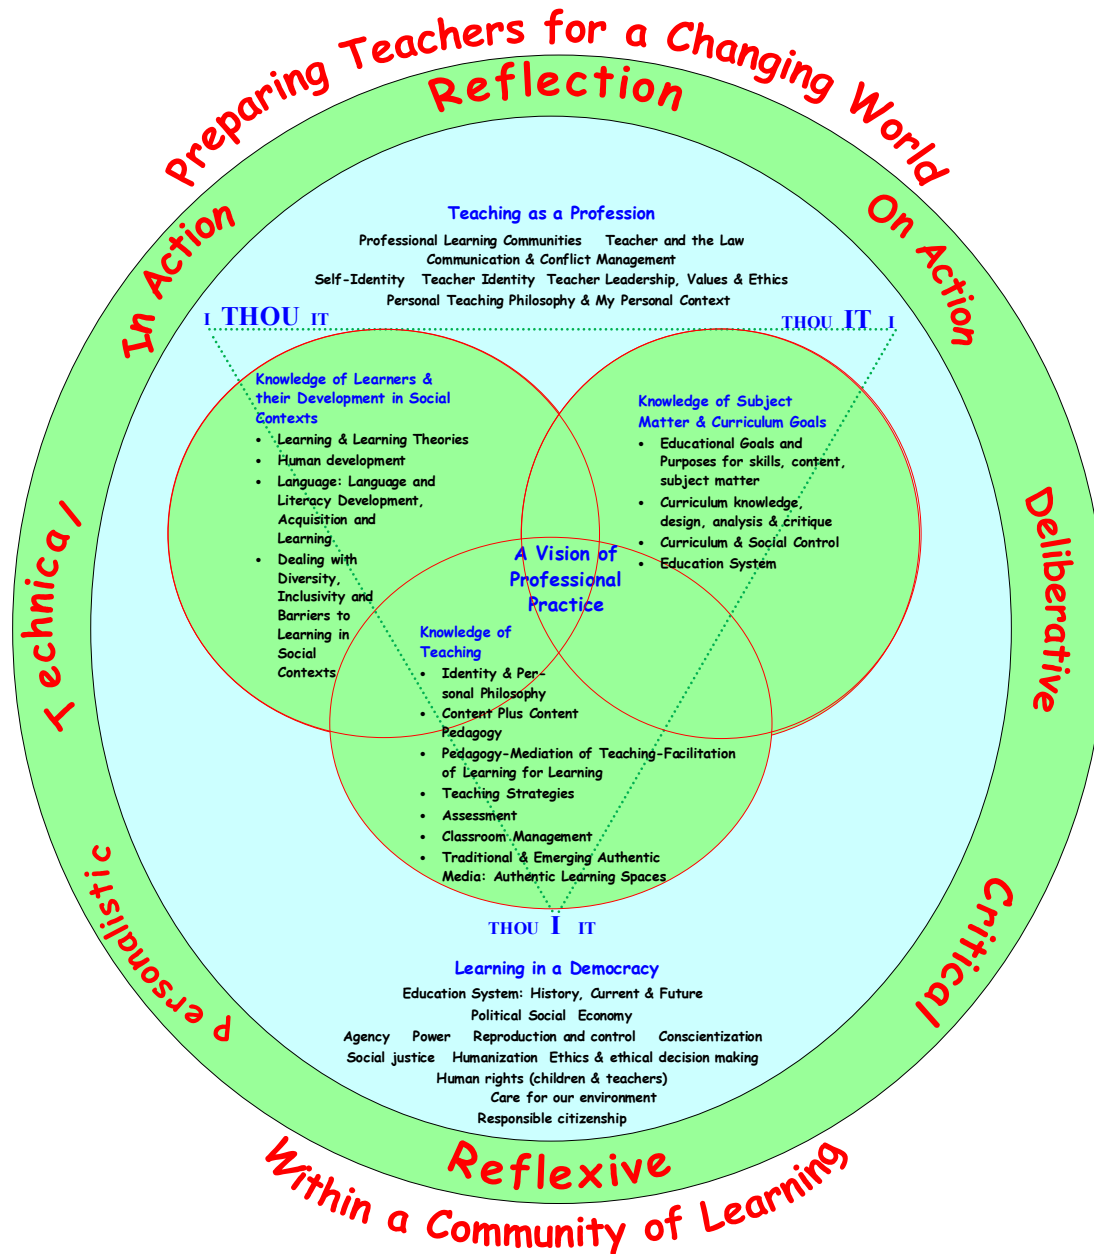 Preparing Teachers for a Changing World
Reflection
In Action
On Action
Technical
Deliberative
Personalistic
Critical
Reflexive
Within a Community of Learning
Teaching as a Profession
Professional Learning Communities Teacher and the Law
Communication & Conflict Management
Self-Identity Teacher Identity Teacher Leadership, Values & Ethics
Personal Teaching Philosophy & My Personal Context
I THOU IT
THOU IT I
Knowledge of Learners &
their Development in Social
Contexts
• Learning & Learning Theories
• Human development
• Language: Language and
Literacy Development,
Acquisition and
Learning
• Dealing with
Diversity,
Inclusivity and
Barriers to
Learning in
Social
Contexts
Knowledge of Subject
Matter & Curriculum Goals
• Educational Goals and
Purposes for skills, content,
subject matter
• Curriculum knowledge,
design, analysis & critique
• Curriculum & Social Control
• Education System
A Vision of
Professional
Practice
Knowledge of
Teaching
• Identity & Per-
sonal Philosophy
• Content Plus Content
Pedagogy
• Pedagogy-Mediation of Teaching-Facilitation
of Learning for Learning
• Teaching Strategies
• Assessment
• Classroom Management
• Traditional & Emerging Authentic
Media: Authentic Learning Spaces
THOU I IT
Learning in a Democracy
Education System: History, Current & Future
Political Social Economy
Agency Power Reproduction and control Conscientization
Social justice Humanization Ethics & ethical decision making
Human rights (children & teachers)
Care for our environment
Responsible citizenship